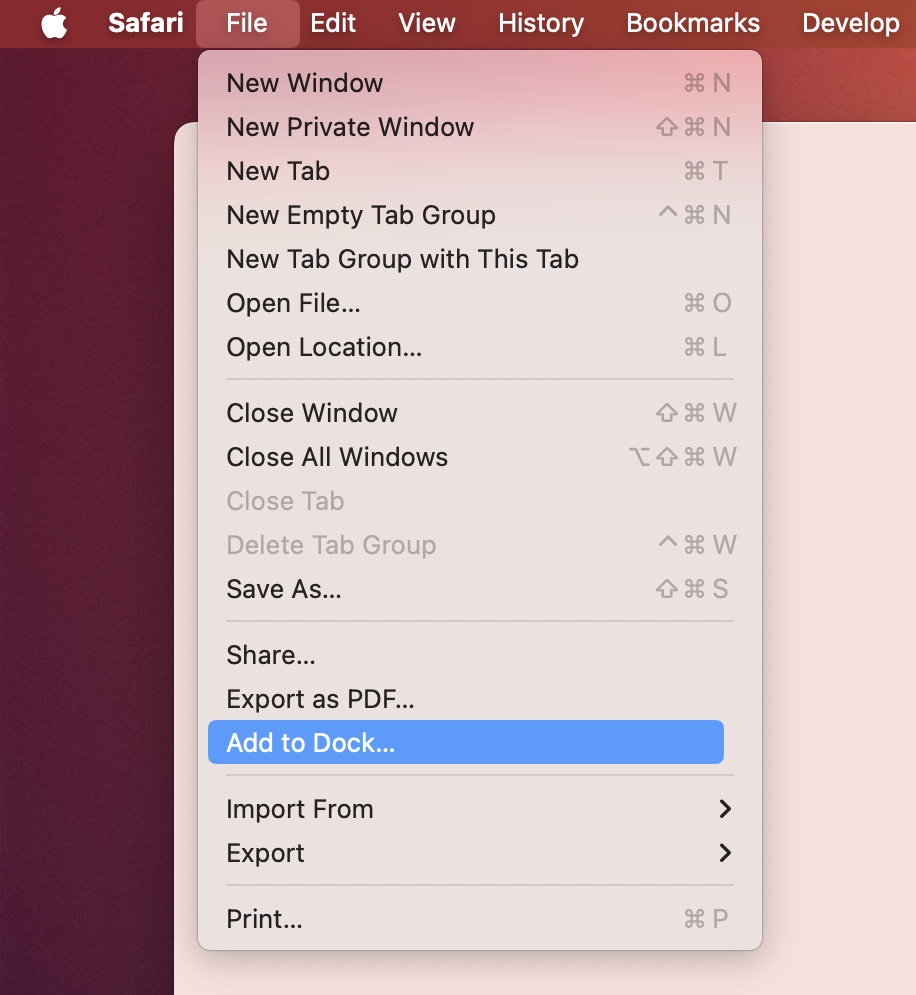 Safari File Edit View History Bookmarks Develop
New Window ⌘ N
New Private Window ⇧ ⌘ N
New Tab ⌘ T
New Empty Tab Group ^ ⌘ N
New Tab Group with This Tab
Open File...
⌘ O
Open Location... ⌘ L
Close Window ⇧ ⌘ W
Close All Windows ⌥ ⇧ ⌘ W
Close Tab
Delete Tab Group ^ ⌘ W
Save As... ⇧ ⌘ S
Share...
Export as PDF...
Add to Dock...
Import From
Export
Print... ⌘ P